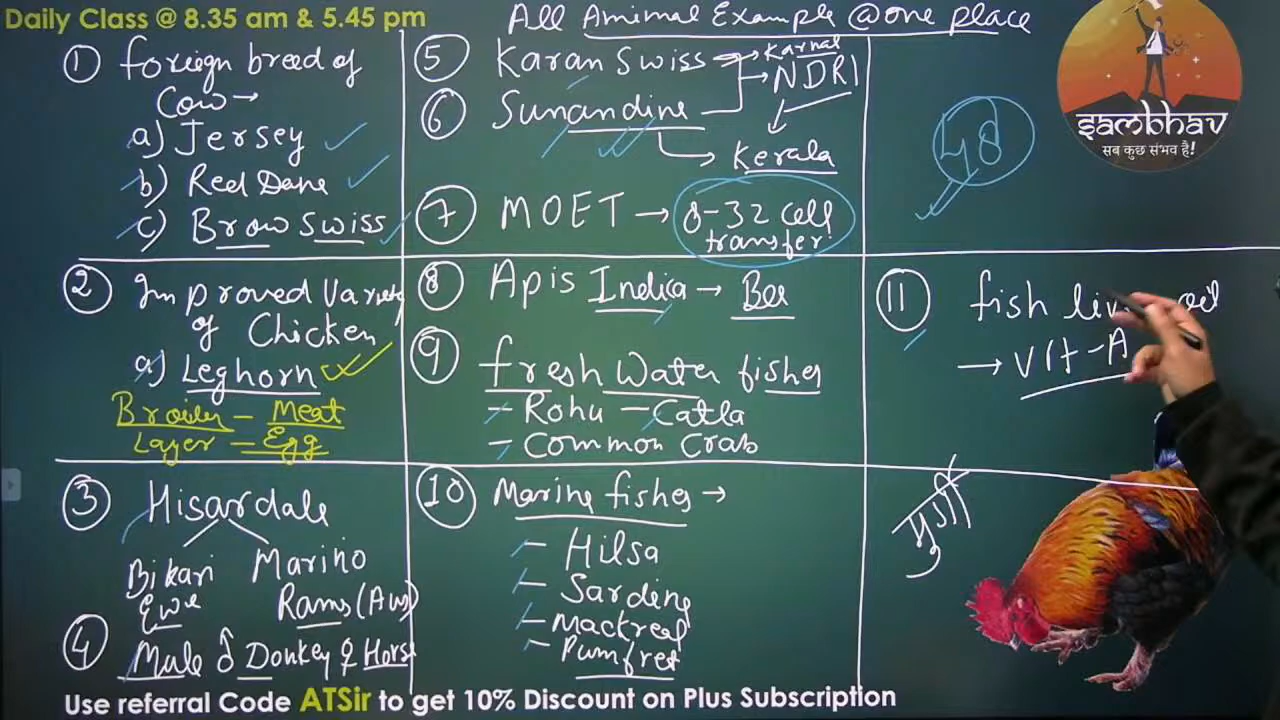 Daily Class @ 8.35 am & 5.45 pm
All Amimal Example @ one place
① foreign breed of
Cow →
a) Jersey
b) Red Dane
c) Brow Swiss
② Improved Variety
of Chicken
a) Leghorn
Broiler – Meat
Layer – Egg
③ Hisardale
Bikari Marino
Ewe Rams (Aus)
④ Mule ♂ Donkey ♀ Horse
⑤ Karan Swiss → Karnal
→ NDRI
⑥ Sunandine
→ Kerala
⑦ MOET → 8-32 cell
transfer
⑧ Apis Indica → Bee
⑨ fresh Water fishes
– Rohu – Catla
– Common Crab
⑩ Marine fishes →
– Hilsa
– Sardine
– Mackreal
– Pumfret
48
sambhav
सब कुछ संभव है!
⑪ fish liver oil
→ Vit-A
मुर्गी
Use referral Code ATSir to get 10% Discount on Plus Subscription